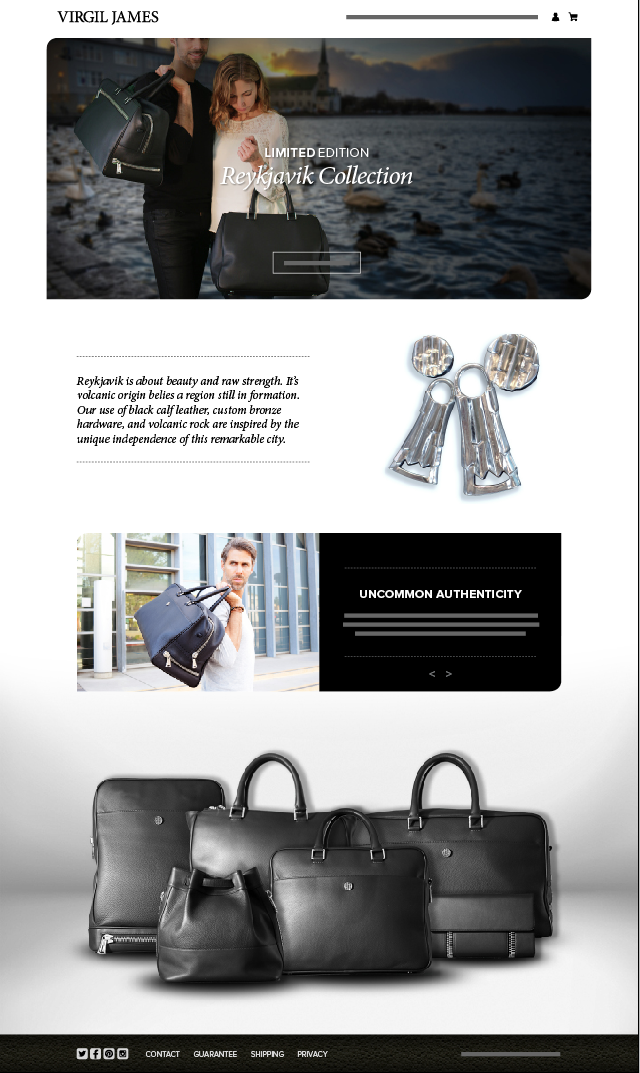 VIRGIL JAMES
LIMITED EDITION
Reykjavik Collection
Reykjavik is about beauty and raw strength. It's
volcanic origin belies a region still in formation.
Our use of black calf leather, custom bronze
hardware, and volcanic rock are inspired by the
unique independence of this remarkable city.
UNCOMMON AUTHENTICITY
< >
CONTACT GUARANTEE SHIPPING PRIVACY